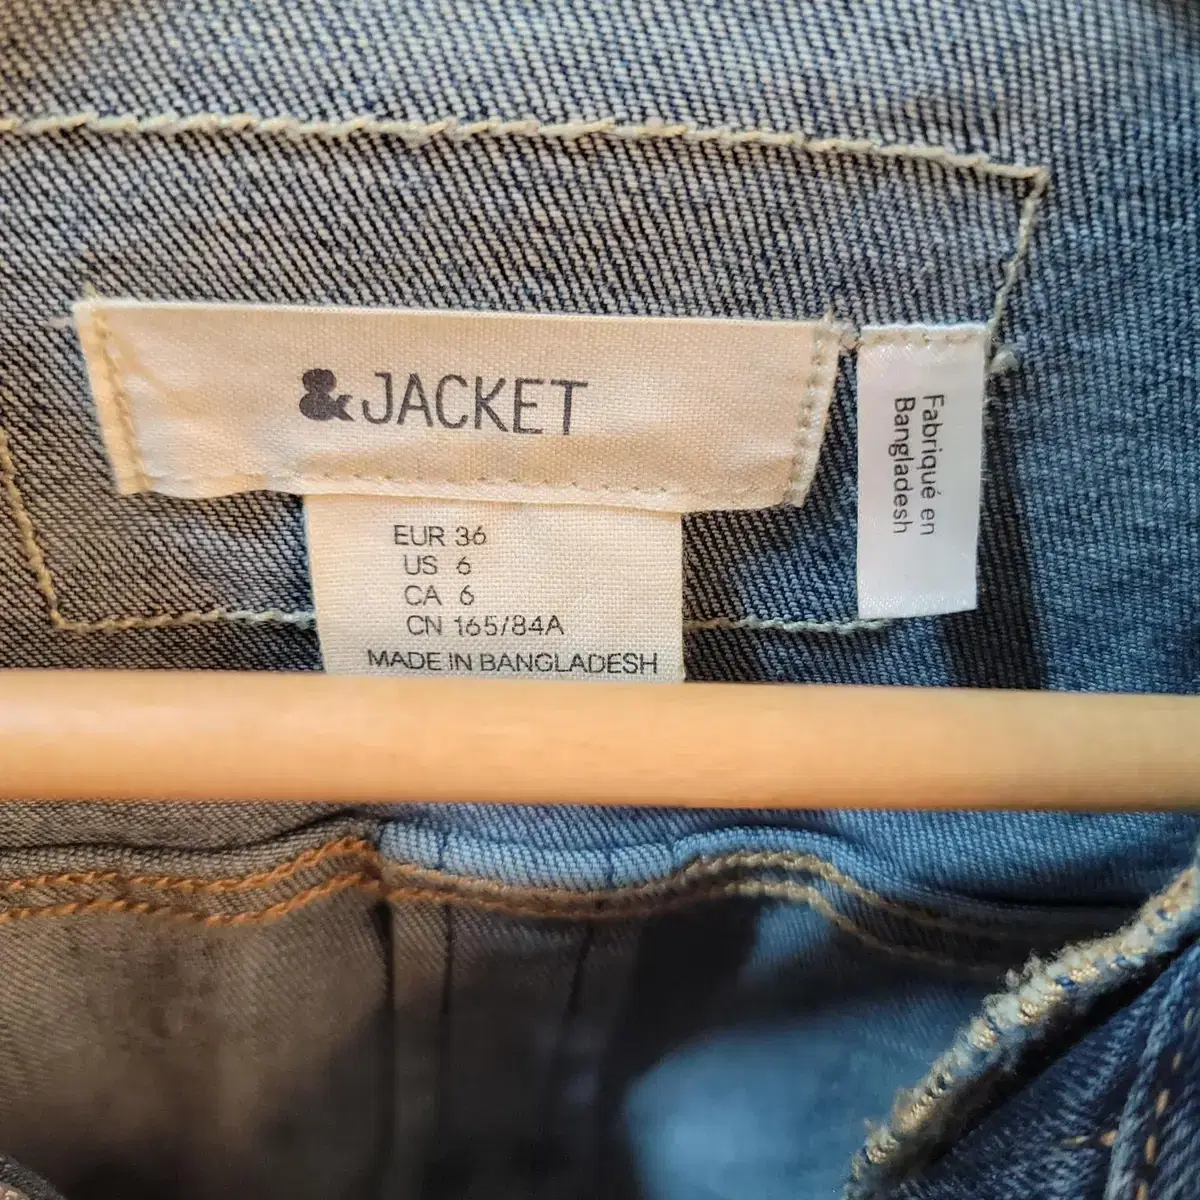 & JACKET
EUR 36
US 6
CA 6
CN 165/84A
MADE IN BANGLADESH
Fabriqué en
Bangladesh